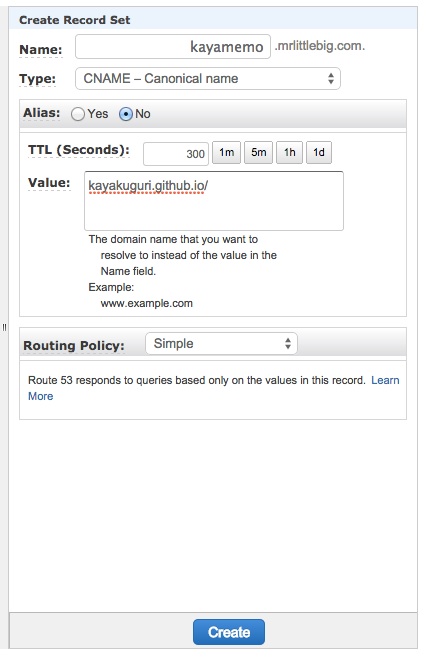 Create Record Set
Name: kayamemo .mrlittlebig.com.
Type: CNAME – Canonical name
Alias: Yes No
TTL (Seconds): 300 1m 5m 1h 1d
Value: kayakuguri.github.io/
The domain name that you want to
resolve to instead of the value in the
Name field.
Example:
www.example.com
Routing Policy: Simple
Route 53 responds to queries based only on the values in this record. Learn
More
Create